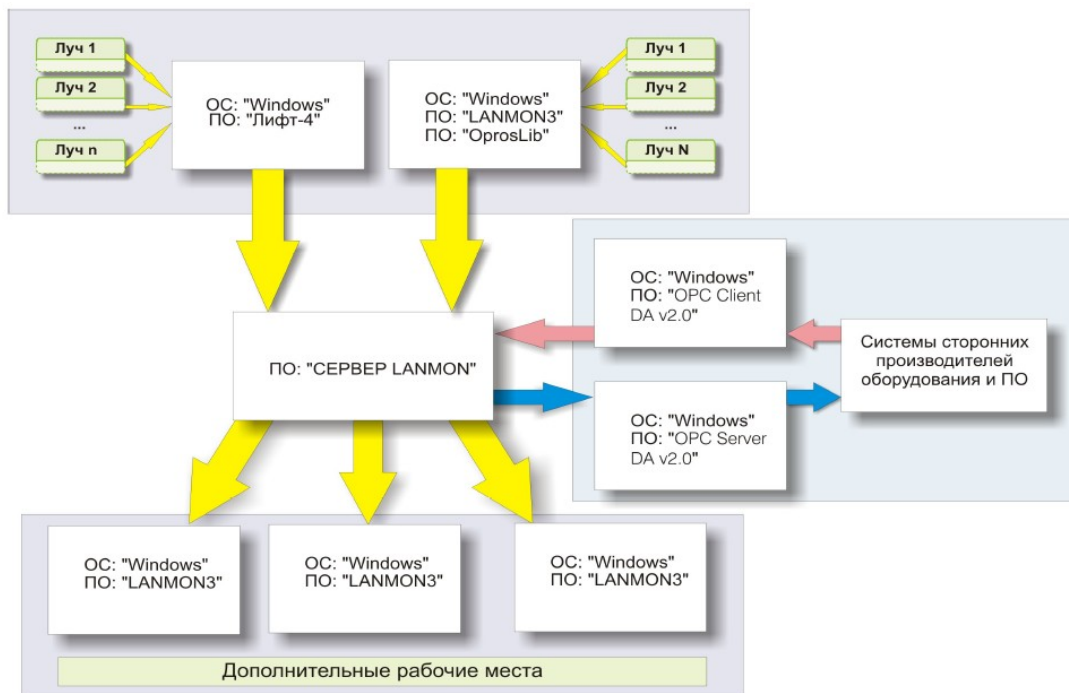 Луч 1
Луч 2
...
Луч n
ОС: "Windows"
ПО: "Лифт-4"
ОС: "Windows"
ПО: "LANMON3"
ПО: "OprosLib"
Луч 1
Луч 2
...
Луч N
ОС: "Windows"
ПО: "OPC Client
DA v2.0"
Системы сторонних
производителей
оборудования и ПО
ПО: "СЕРВЕР LANMON"
ОС: "Windows"
ПО: "OPC Server
DA v2.0"
ОС: "Windows"
ПО: "LANMON3"
ОС: "Windows"
ПО: "LANMON3"
ОС: "Windows"
ПО: "LANMON3"
Дополнительные рабочие места